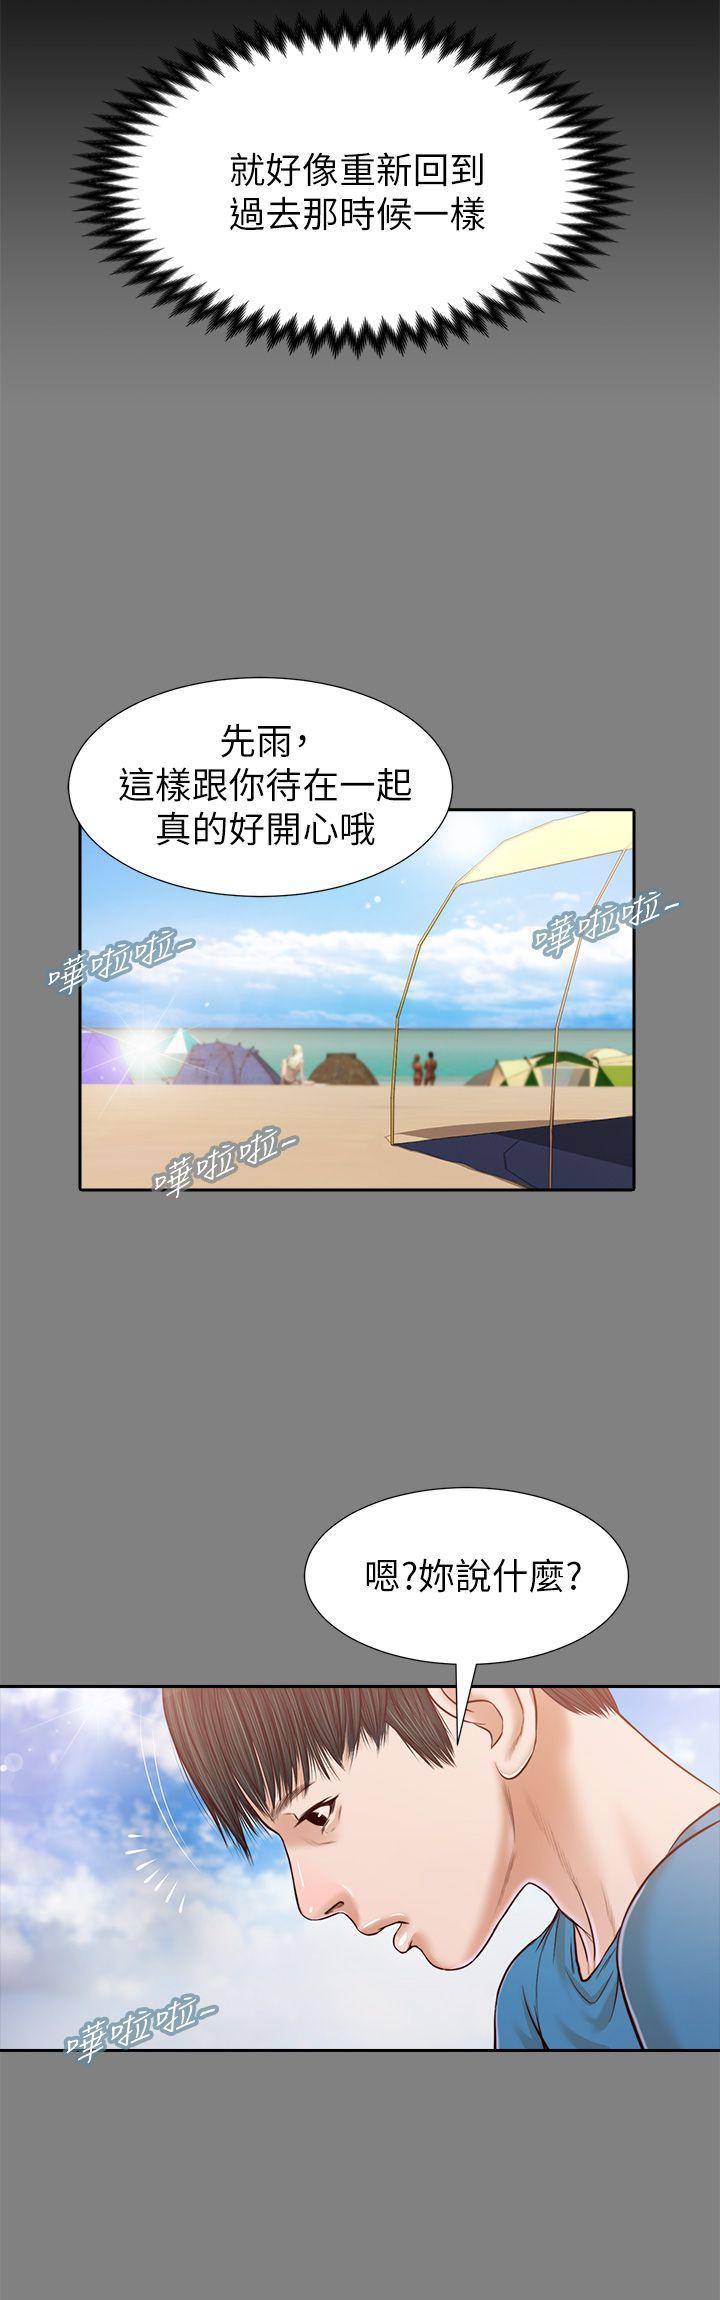 就好像重新回到
過去那時候一樣
先雨，
這樣跟你待在一起
真的好開心哦
嘩啦啦-
嘩啦啦-
嘩啦啦-
嗯?妳說什麼?
嘩啦啦-